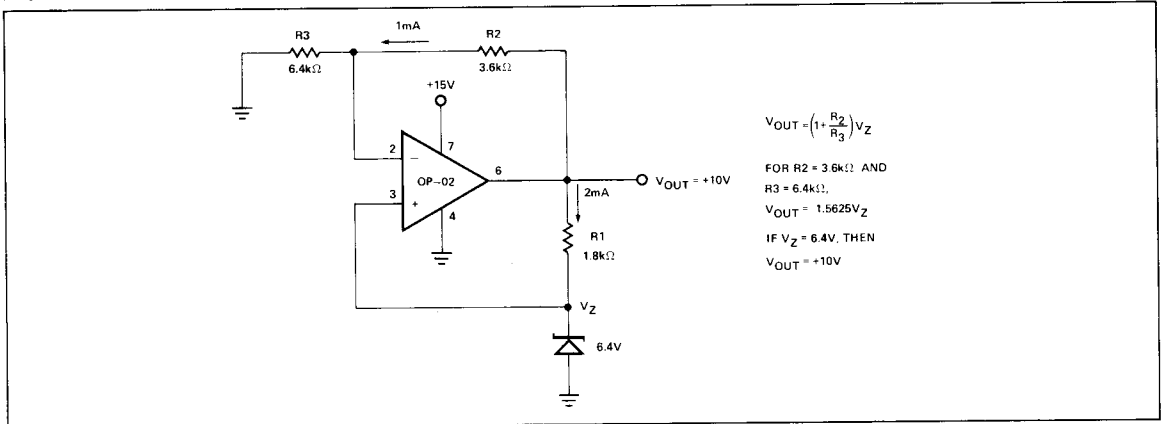 1mA
R3
R2
6.4kΩ
3.6kΩ
+15V
7
2
−
OP-02
6
3
+
4
VOUT = +10V
2mA
R1
1.8kΩ
VZ
6.4V
VOUT = (1 + R2/R3) VZ
FOR R2 = 3.6kΩ AND
R3 = 6.4kΩ,
VOUT = 1.5625VZ
IF VZ = 6.4V, THEN
VOUT = +10V